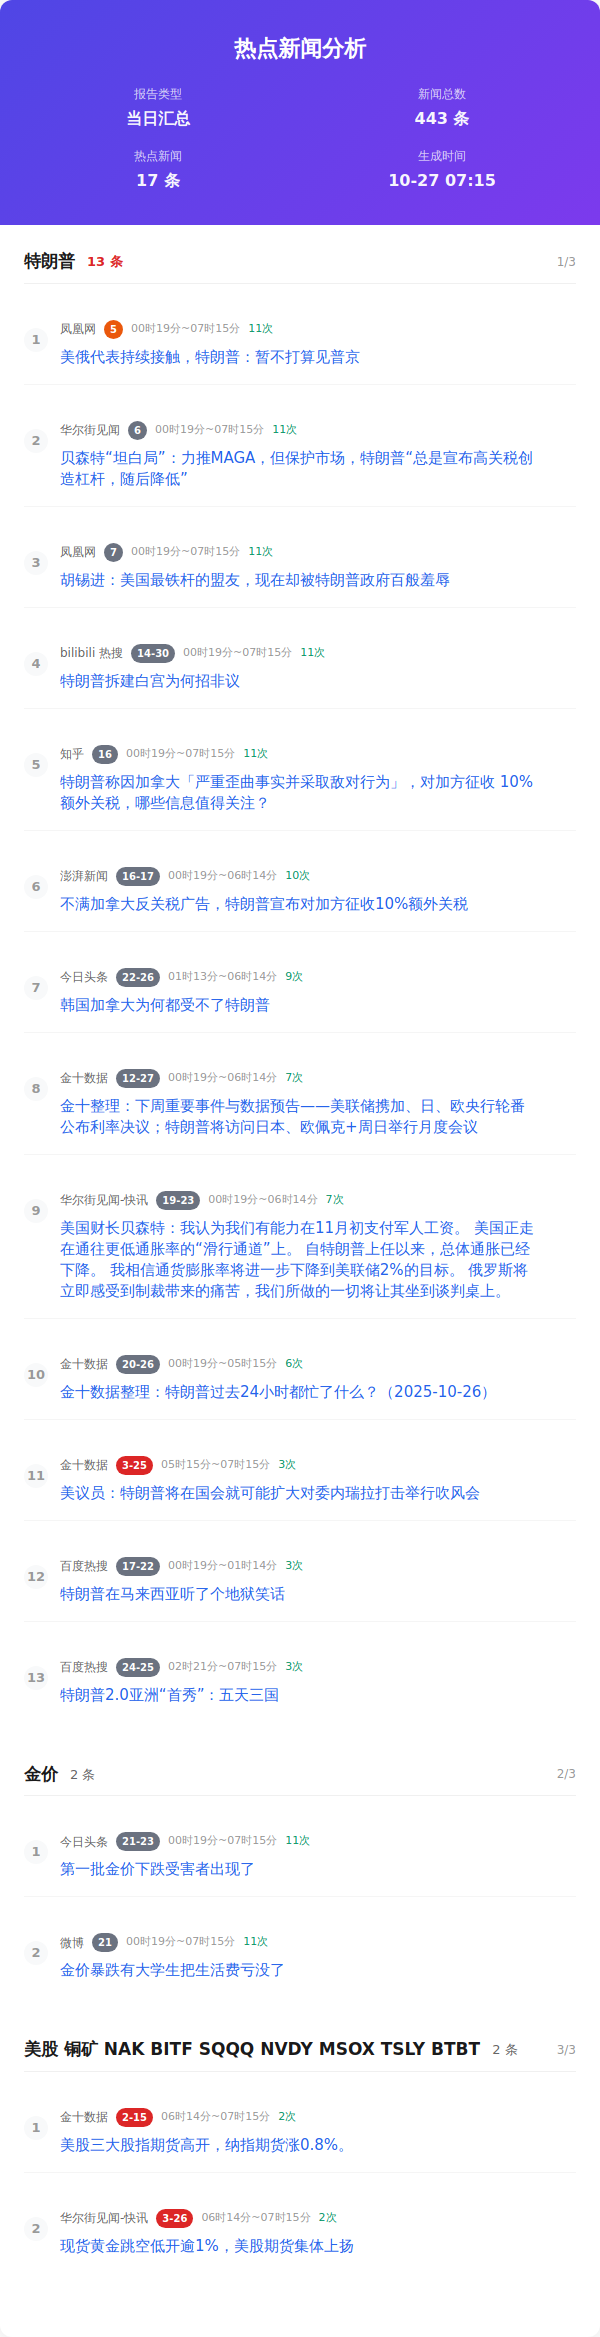 热点新闻分析
报告类型
新闻总数
当日汇总
443 条
热点新闻
生成时间
17 条
10-27 07:15
特朗普 13 条 1/3
1
凤凰网 5 00时19分~07时15分 11次
美俄代表持续接触，特朗普：暂不打算见普京
2
华尔街见闻 6 00时19分~07时15分 11次
贝森特“坦白局”：力推MAGA，但保护市场，特朗普“总是宣布高关税创
造杠杆，随后降低”
3
凤凰网 7 00时19分~07时15分 11次
胡锡进：美国最铁杆的盟友，现在却被特朗普政府百般羞辱
4
bilibili 热搜 14-30 00时19分~07时15分 11次
特朗普拆建白宫为何招非议
5
知乎 16 00时19分~07时15分 11次
特朗普称因加拿大「严重歪曲事实并采取敌对行为」，对加方征收 10%
额外关税，哪些信息值得关注？
6
澎湃新闻 16-17 00时19分~06时14分 10次
不满加拿大反关税广告，特朗普宣布对加方征收10%额外关税
7
今日头条 22-26 01时13分~06时14分 9次
韩国加拿大为何都受不了特朗普
8
金十数据 12-27 00时19分~06时14分 7次
金十整理：下周重要事件与数据预告——美联储携加、日、欧央行轮番
公布利率决议；特朗普将访问日本、欧佩克+周日举行月度会议
9
华尔街见闻-快讯 19-23 00时19分~06时14分 7次
美国财长贝森特：我认为我们有能力在11月初支付军人工资。 美国正走
在通往更低通胀率的“滑行通道”上。 自特朗普上任以来，总体通胀已经
下降。 我相信通货膨胀率将进一步下降到美联储2%的目标。 俄罗斯将
立即感受到制裁带来的痛苦，我们所做的一切将让其坐到谈判桌上。
10
金十数据 20-26 00时19分~05时15分 6次
金十数据整理：特朗普过去24小时都忙了什么？（2025-10-26）
11
金十数据 3-25 05时15分~07时15分 3次
美议员：特朗普将在国会就可能扩大对委内瑞拉打击举行吹风会
12
百度热搜 17-22 00时19分~01时14分 3次
特朗普在马来西亚听了个地狱笑话
13
百度热搜 24-25 02时21分~07时15分 3次
特朗普2.0亚洲“首秀”：五天三国
金价 2 条 2/3
1
今日头条 21-23 00时19分~07时15分 11次
第一批金价下跌受害者出现了
2
微博 21 00时19分~07时15分 11次
金价暴跌有大学生把生活费亏没了
美股 铜矿 NAK BITF SQQQ NVDY MSOX TSLY BTBT 2 条 3/3
1
金十数据 2-15 06时14分~07时15分 2次
美股三大股指期货高开，纳指期货涨0.8%。
2
华尔街见闻-快讯 3-26 06时14分~07时15分 2次
现货黄金跳空低开逾1%，美股期货集体上扬